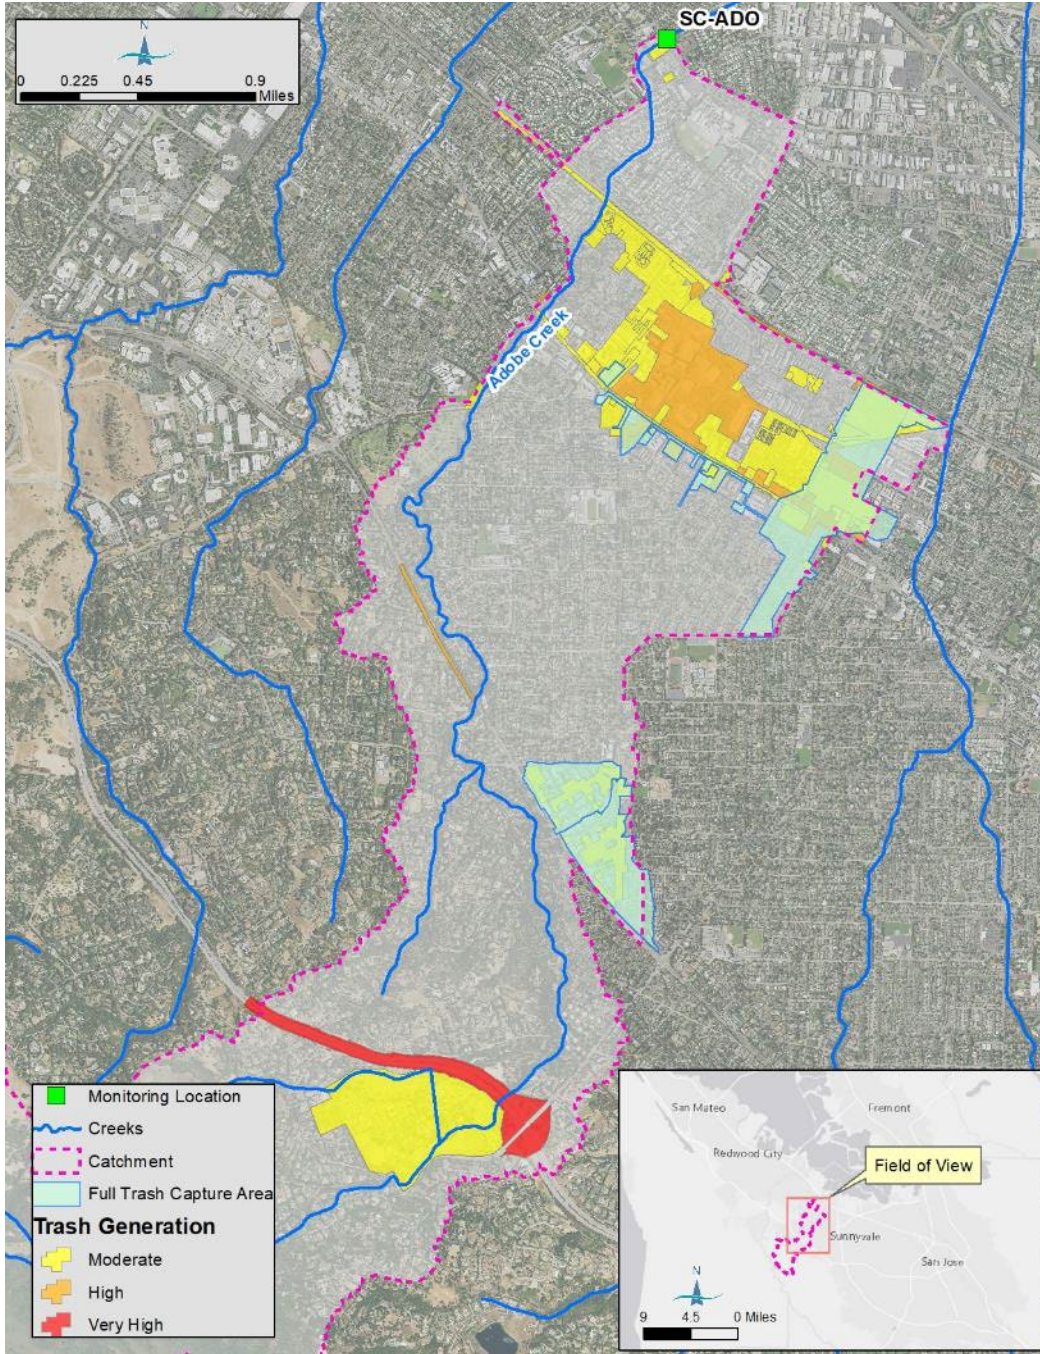 SC-ADO
N
0 0.225 0.45 0.9
Miles
Adobe Creek
Monitoring Location
Creeks
Catchment
Full Trash Capture Area
Trash Generation
Moderate
High
Very High
San Mateo
Fremont
Redwood City
Field of View
Sunnyvale
San Jose
N
9 4.5 0 Miles